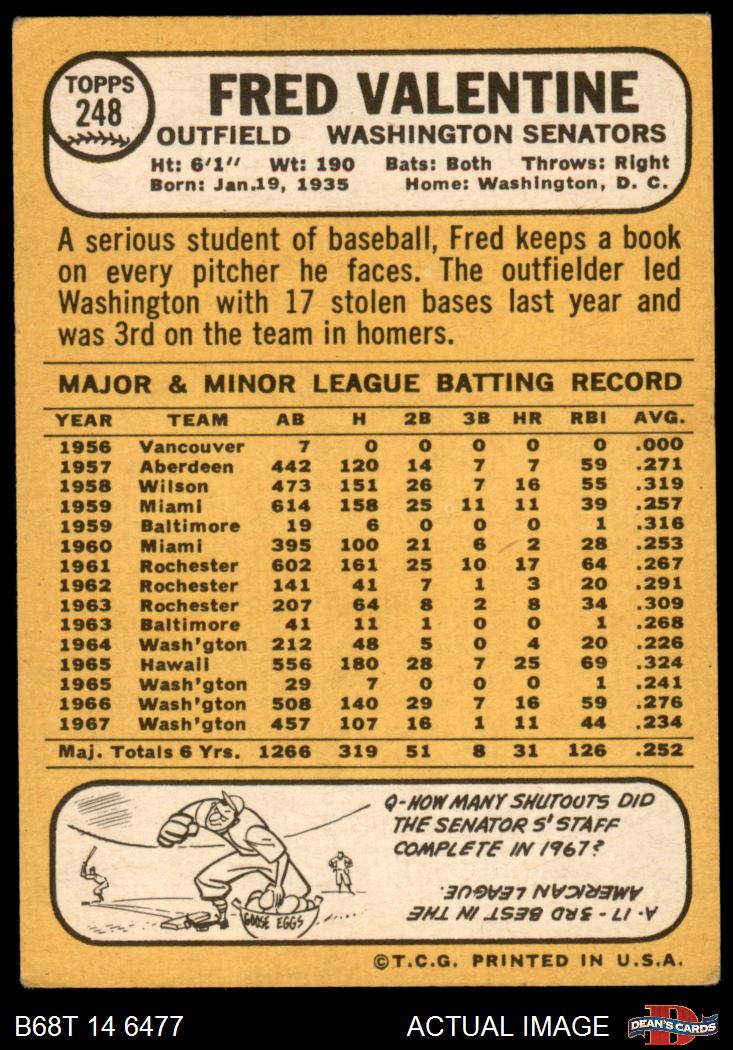 TOPPS
248
FRED VALENTINE
OUTFIELD WASHINGTON SENATORS
Ht: 6'1" Wt: 190 Bats: Both Throws: Right
Born: Jan.19, 1935 Home: Washington, D. C.
A serious student of baseball, Fred keeps a book
on every pitcher he faces. The outfielder led
Washington with 17 stolen bases last year and
was 3rd on the team in homers.
MAJOR & MINOR LEAGUE BATTING RECORD
YEAR TEAM AB H 2B 3B HR RBI AVG.
1956 Vancouver 7 0 0 0 0 0 .000
1957 Aberdeen 442 120 14 7 7 59 .271
1958 Wilson 473 151 26 7 16 55 .319
1959 Miami 614 158 25 11 11 39 .257
1959 Baltimore 19 6 0 0 0 1 .316
1960 Miami 395 100 21 6 2 28 .253
1961 Rochester 602 161 25 10 17 64 .267
1962 Rochester 141 41 7 1 3 20 .291
1963 Rochester 207 64 8 2 8 34 .309
1963 Baltimore 41 11 1 0 0 1 .268
1964 Wash'gton 212 48 5 0 4 20 .226
1965 Hawaii 556 180 28 7 25 69 .324
1965 Wash'gton 29 7 0 0 0 1 .241
1966 Wash'gton 508 140 29 7 16 59 .276
1967 Wash'gton 457 107 16 1 11 44 .234
Maj. Totals 6 Yrs. 1266 319 51 8 31 126 .252
Q-HOW MANY SHUTOUTS DID
THE SENATOR S' STAFF
COMPLETE IN 1967?
A-17-3RD BEST IN THE
AMERICAN LEAGUE.
GOOSE EGGS
©T.C.G. PRINTED IN U.S.A.
B68T 14 6477 ACTUAL IMAGE
DEAN'S CARDS